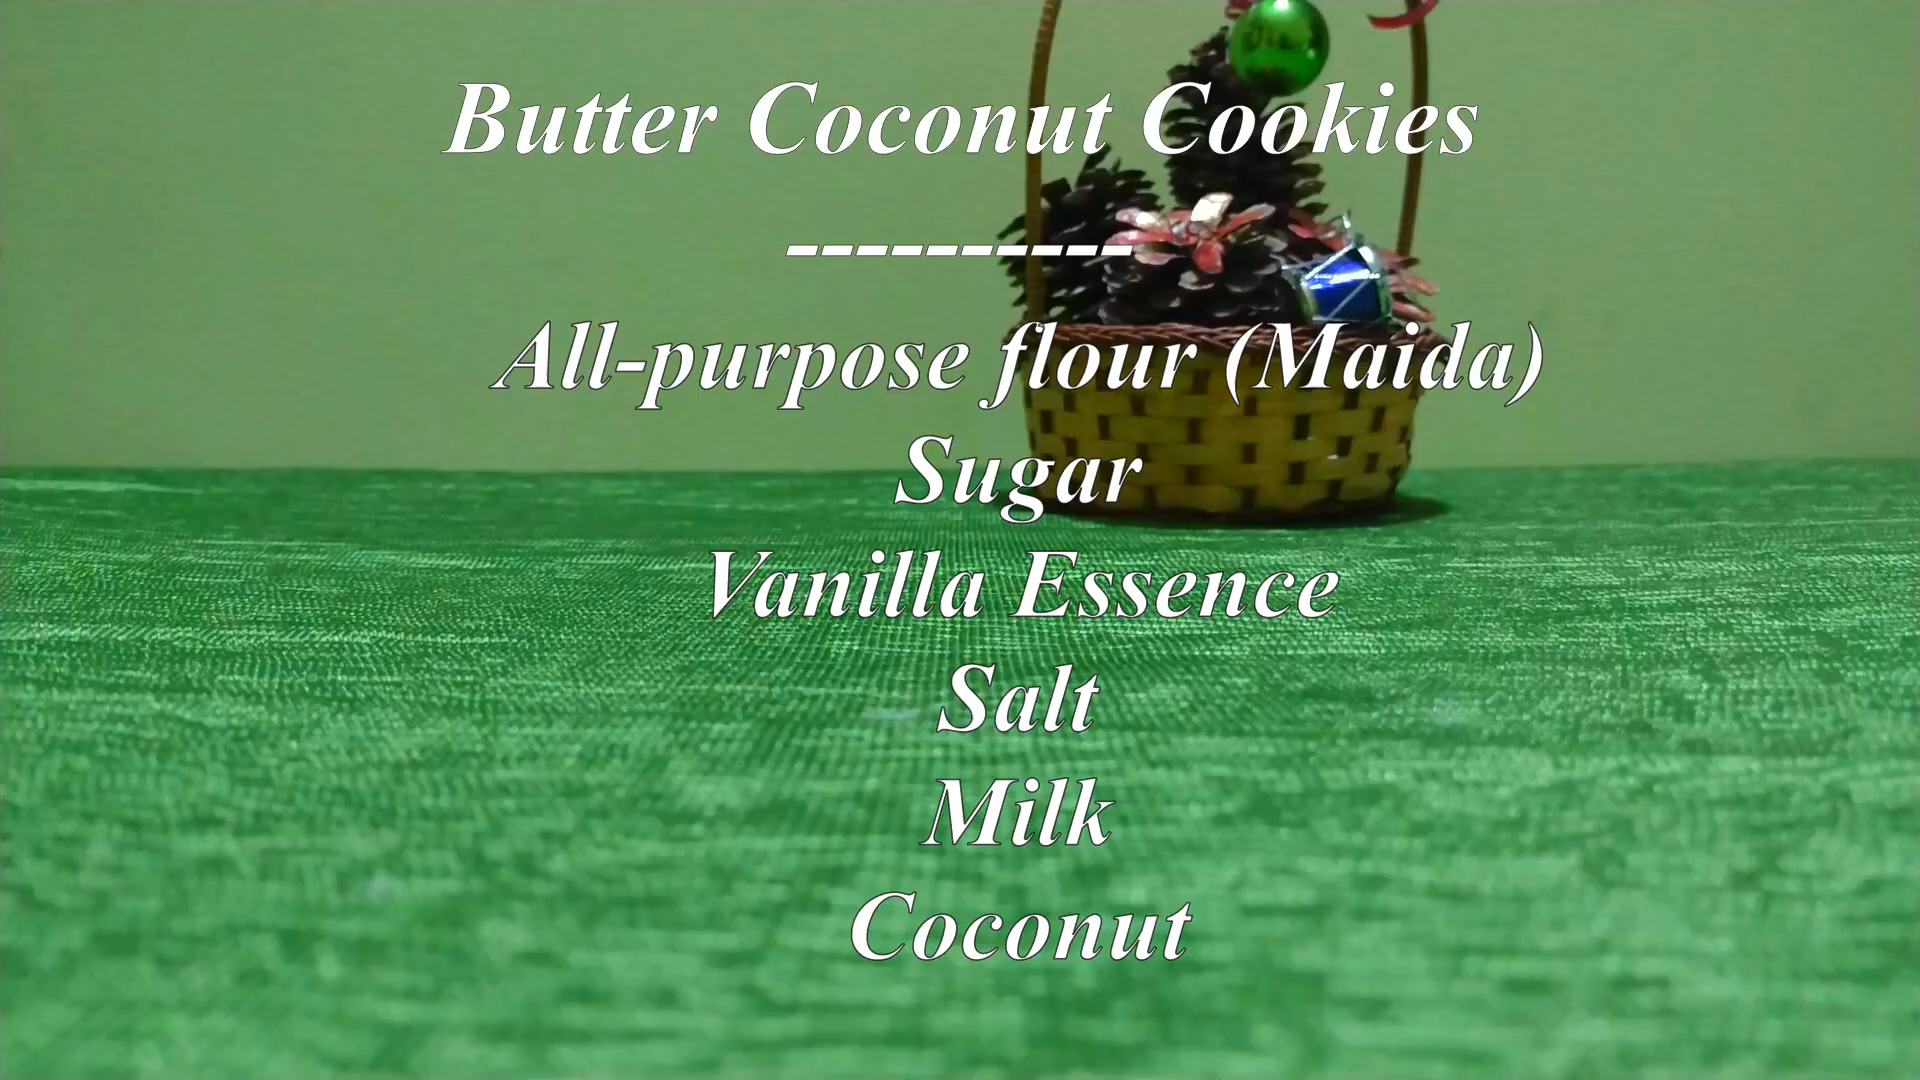 Butter Coconut Cookies
----------
All-purpose flour (Maida)
Sugar
Vanilla Essence
Salt
Milk
Coconut